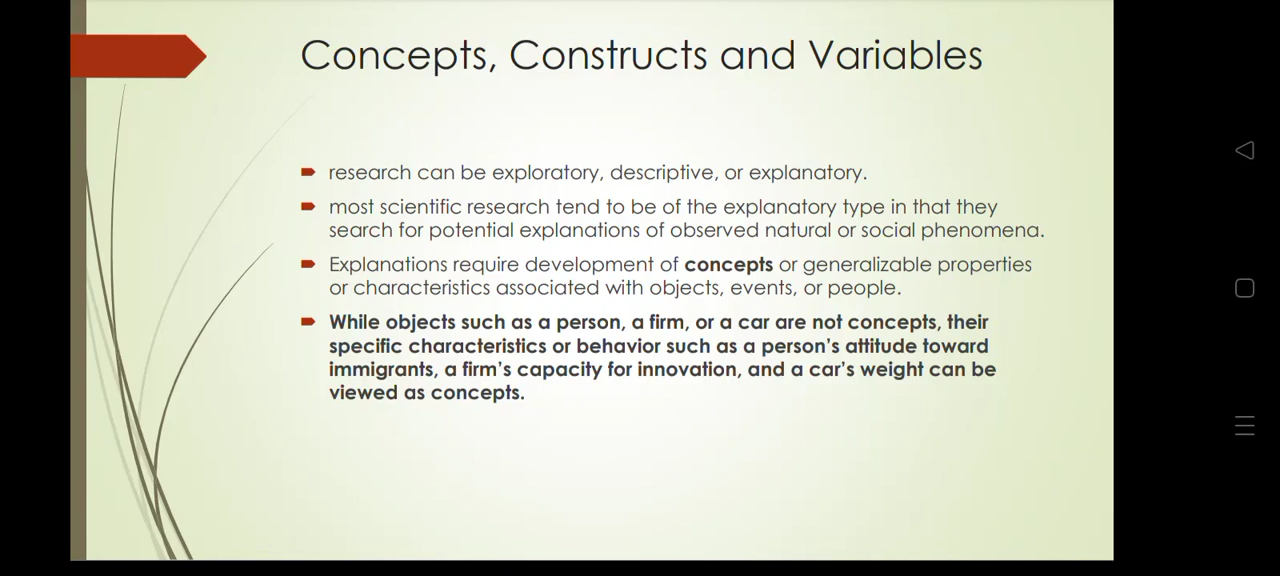 Concepts, Constructs and Variables
research can be exploratory, descriptive, or explanatory.
most scientific research tend to be of the explanatory type in that they
search for potential explanations of observed natural or social phenomena.
Explanations require development of concepts or generalizable properties
or characteristics associated with objects, events, or people.
While objects such as a person, a firm, or a car are not concepts, their
specific characteristics or behavior such as a person’s attitude toward
immigrants, a firm’s capacity for innovation, and a car’s weight can be
viewed as concepts.